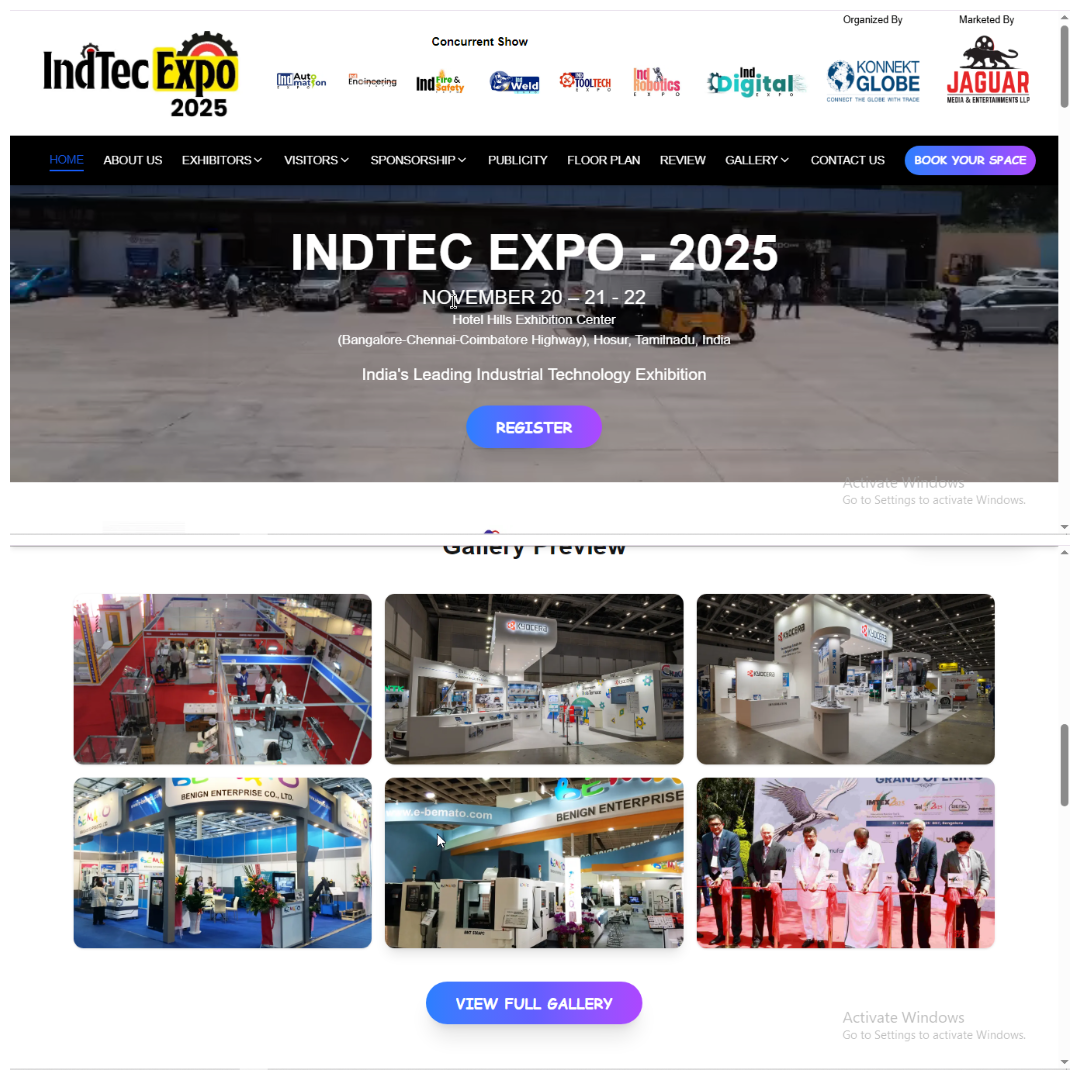 Organized By
Marketed By
Concurrent Show
IndTec Expo
2025
Ind Automation
Engineering
Ind Fire & Safety
Weld
TOOLTECH
EXPO
Ind Robotics
EXPO
Ind Digital
EXPO
KONNEKT GLOBE
CONNECT THE GLOBE WITH TRADE
JAGUAR
MEDIA & ENTERTAINMENTS LLP
HOME ABOUT US EXHIBITORS VISITORS SPONSORSHIP PUBLICITY FLOOR PLAN REVIEW GALLERY CONTACT US BOOK YOUR SPACE
INDTEC EXPO - 2025
NOVEMBER 20 – 21 - 22
Hotel Hills Exhibition Center
(Bangalore-Chennai-Coimbatore Highway), Hosur, Tamilnadu, India
India's Leading Industrial Technology Exhibition
REGISTER
Activate Windows
Go to Settings to activate Windows.
Gallery Preview
KYOCERA
KYOCERA
KYOCERA
KYOCERA
BENIGN ENTERPRISE CO., LTD.
www.e-bemato.com
BENIGN ENTERPRISE
GRAND OPENING
IMTEX
VIEW FULL GALLERY
Activate Windows
Go to Settings to activate Windows.